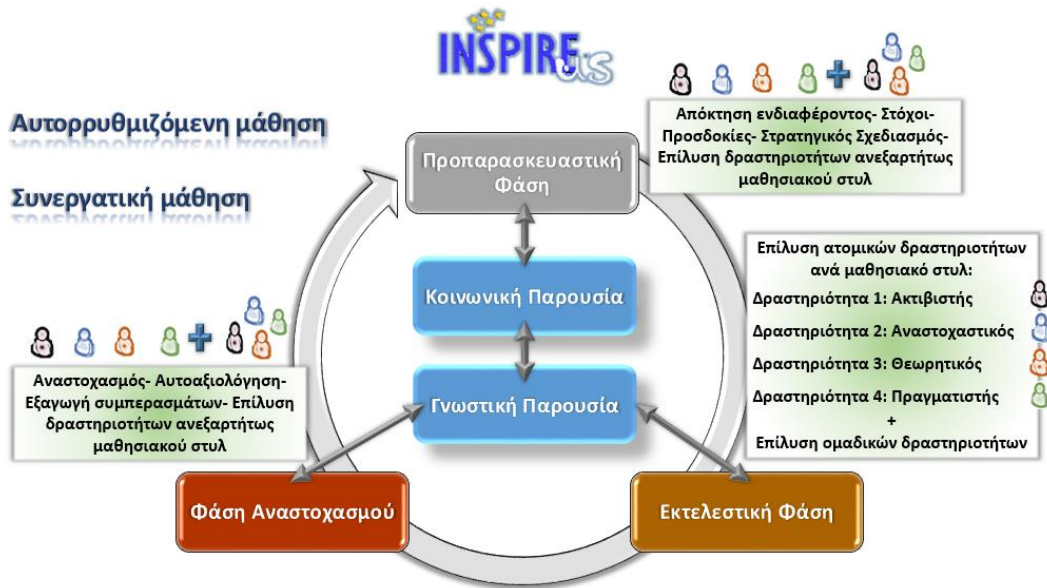 INSPIREus
Αυτορρυθμιζόμενη μάθηση
Συνεργατική μάθηση
Απόκτηση ενδιαφέροντος- Στόχοι-
Προσδοκίες- Στρατηγικός Σχεδιασμός-
Επίλυση δραστηριοτήτων ανεξαρτήτως
μαθησιακού στυλ
Προπαρασκευαστική
Φάση
Κοινωνική Παρουσία
Γνωστική Παρουσία
Επίλυση ατομικών δραστηριοτήτων
ανά μαθησιακό στυλ:
Δραστηριότητα 1: Ακτιβιστής
Δραστηριότητα 2: Αναστοχαστικός
Δραστηριότητα 3: Θεωρητικός
Δραστηριότητα 4: Πραγματιστής
+
Επίλυση ομαδικών δραστηριοτήτων
Αναστοχασμός- Αυτοαξιολόγηση-
Εξαγωγή συμπερασμάτων- Επίλυση
δραστηριοτήτων ανεξαρτήτως
μαθησιακού στυλ
Φάση Αναστοχασμού
Εκτελεστική Φάση